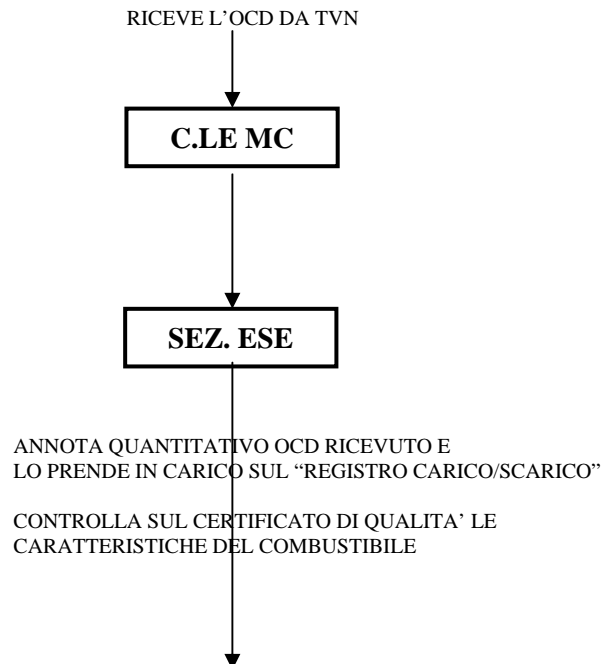 RICEVE L’OCD DA TVN
C.LE MC
SEZ. ESE
ANNOTA QUANTITATIVO OCD RICEVUTO E
LO PRENDE IN CARICO SUL “REGISTRO CARICO/SCARICO”
CONTROLLA SUL CERTIFICATO DI QUALITA’ LE
CARATTERISTICHE DEL COMBUSTIBILE